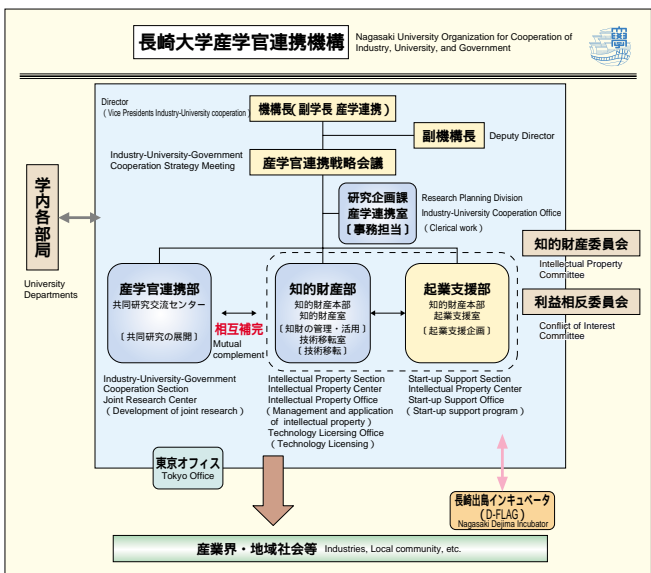 長崎大学産学官連携機構
Nagasaki University Organization for Cooperation of
Industry, University, and Government
Director
( Vice Presidents Industry-University cooperation )
機構長(副学長 産学連携)
副機構長
Deputy Director
Industry-University-Government
Cooperation Strategy Meeting
産学官連携戦略会議
学内各部局
University
Departments
研究企画課
産学連携室
〔事務担当〕
Research Planning Division
Industry-University Cooperation Office
( Clerical work )
知的財産委員会
Intellectual Property
Committee
利益相反委員会
Conflict of Interest
Committee
産学官連携部
共同研究交流センター
〔共同研究の展開〕
相互補完
Mutual
complement
知的財産部
知的財産本部
知的財産室
〔知財の管理・活用〕
技術移転室
〔技術移転〕
起業支援部
知的財産本部
起業支援室
〔起業支援企画〕
Industry-University-Government
Cooperation Section
Joint Research Center
( Development of joint research )
Intellectual Property Section
Intellectual Property Center
Intellectual Property Office
( Management and application
of intellectual property )
Technology Licensing Office
( Technology Licensing )
Start-up Support Section
Intellectual Property Center
Start-up Support Office
( Start-up support program )
東京オフィス
Tokyo Office
長崎出島インキュベータ
(D-FLAG)
Nagasaki Dejima Incubator
産業界・地域社会等 Industries, Local community, etc.